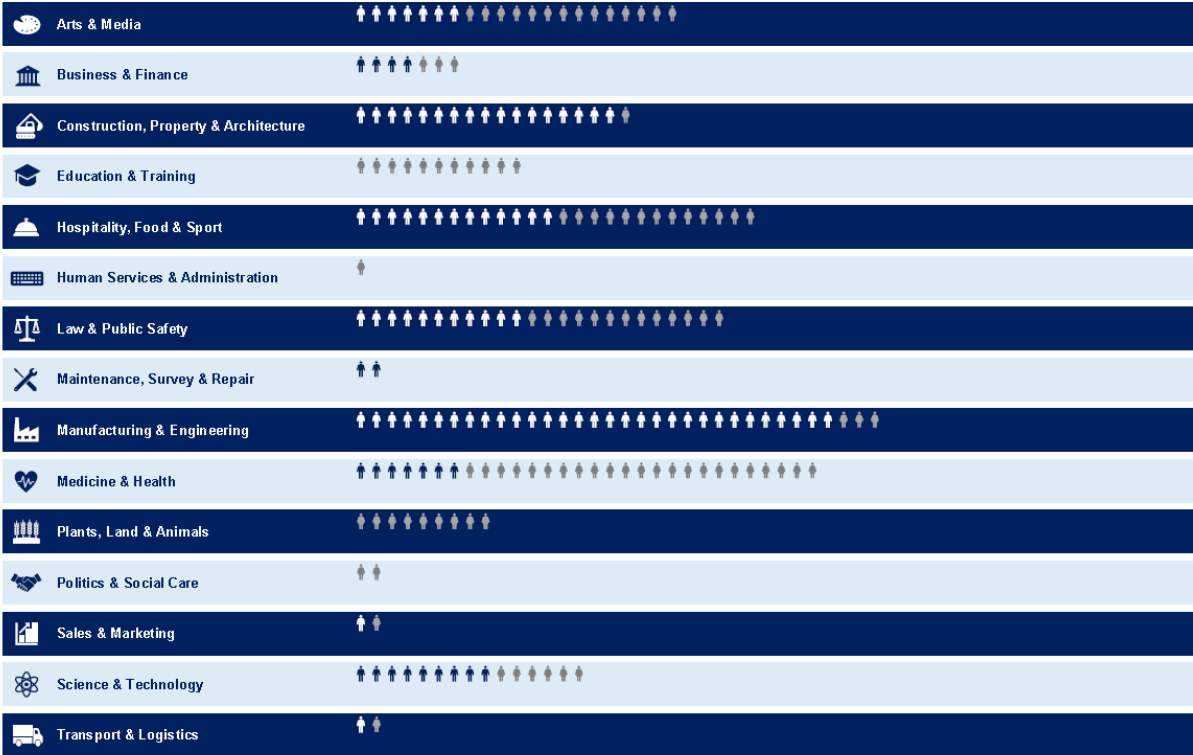 Arts & Media
Business & Finance
Construction, Property & Architecture
Education & Training
Hospitality, Food & Sport
Human Services & Administration
Law & Public Safety
Maintenance, Survey & Repair
Manufacturing & Engineering
Medicine & Health
Plants, Land & Animals
Politics & Social Care
Sales & Marketing
Science & Technology
Transport & Logistics